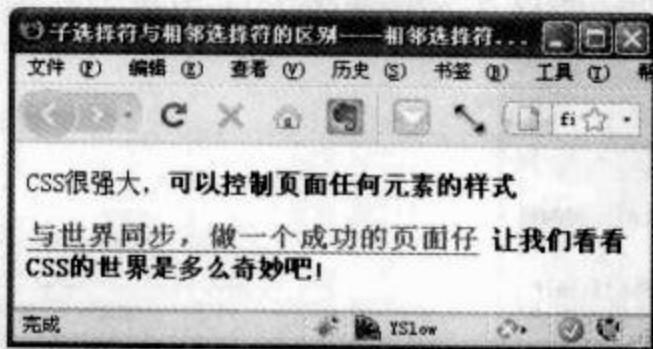 子选择符与相邻选择符的区别——相邻选择符...
文件 (F) 编辑 (E) 查看 (V) 历史 (S) 书签 (B) 工具 (T) 帮
fi
CSS很强大，可以控制页面任何元素的样式
与世界同步，做一个成功的页面仔 让我们看看
CSS的世界是多么奇妙吧！
完成 YSlow